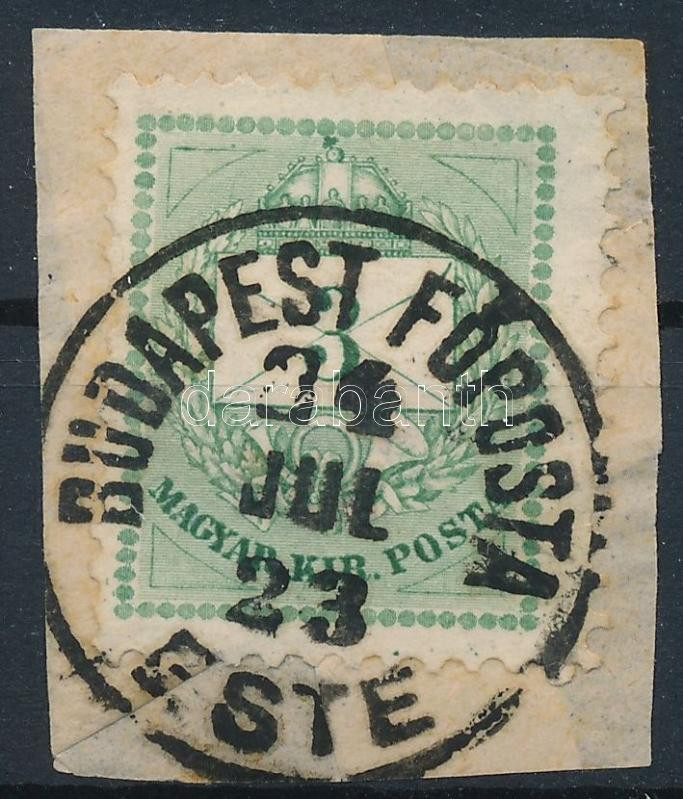 BUDAPEST FŐPOSTA
3
JUL
23
ESTE
MAGYAR KIR. POSTA
darabanth